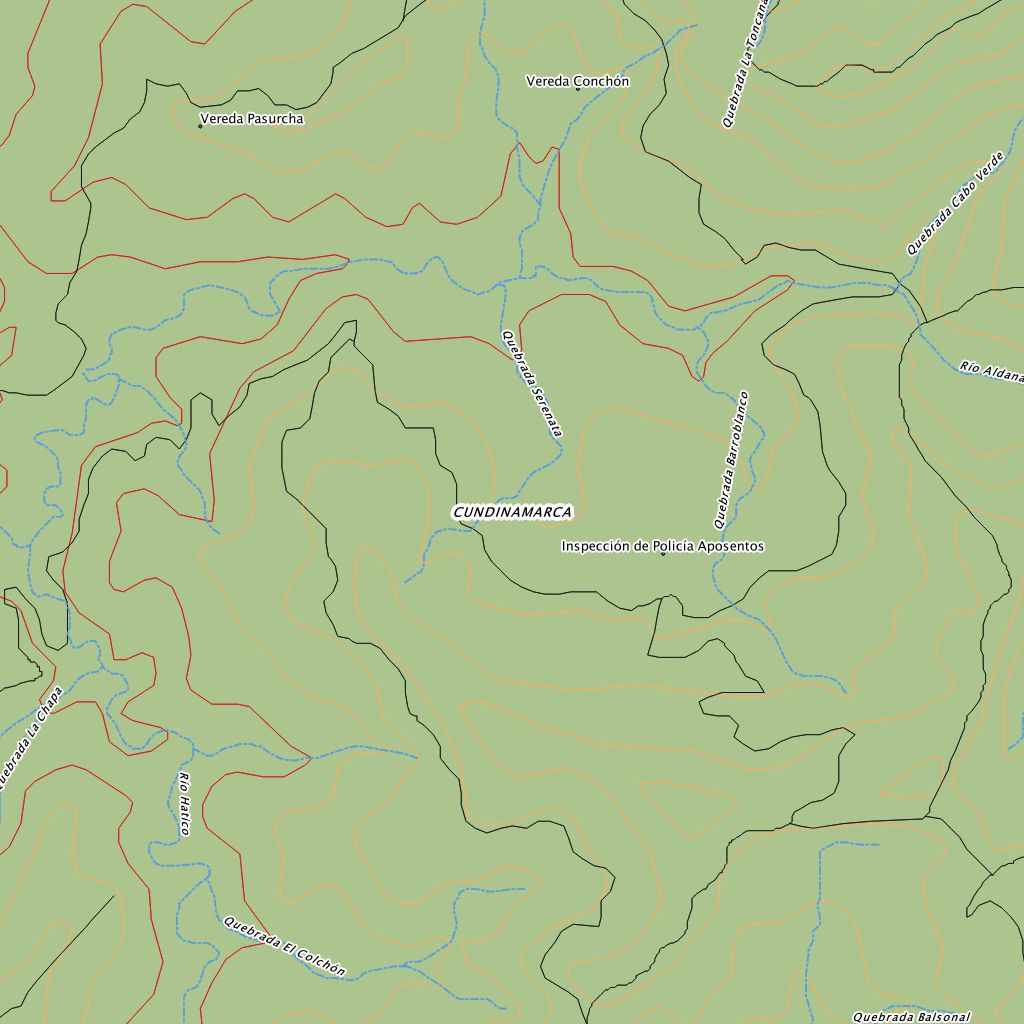 Quebrada La Toncana
Vereda Conchón
Vereda Pasurcha
Quebrada Cabo Verde
Quebrada Serenata
Río Aldana
Quebrada Barroblanco
CUNDINAMARCA
Inspección de Policía Aposentos
Quebrada La Chapa
Río Hatico
Quebrada El Colchón
Quebrada Balsonal